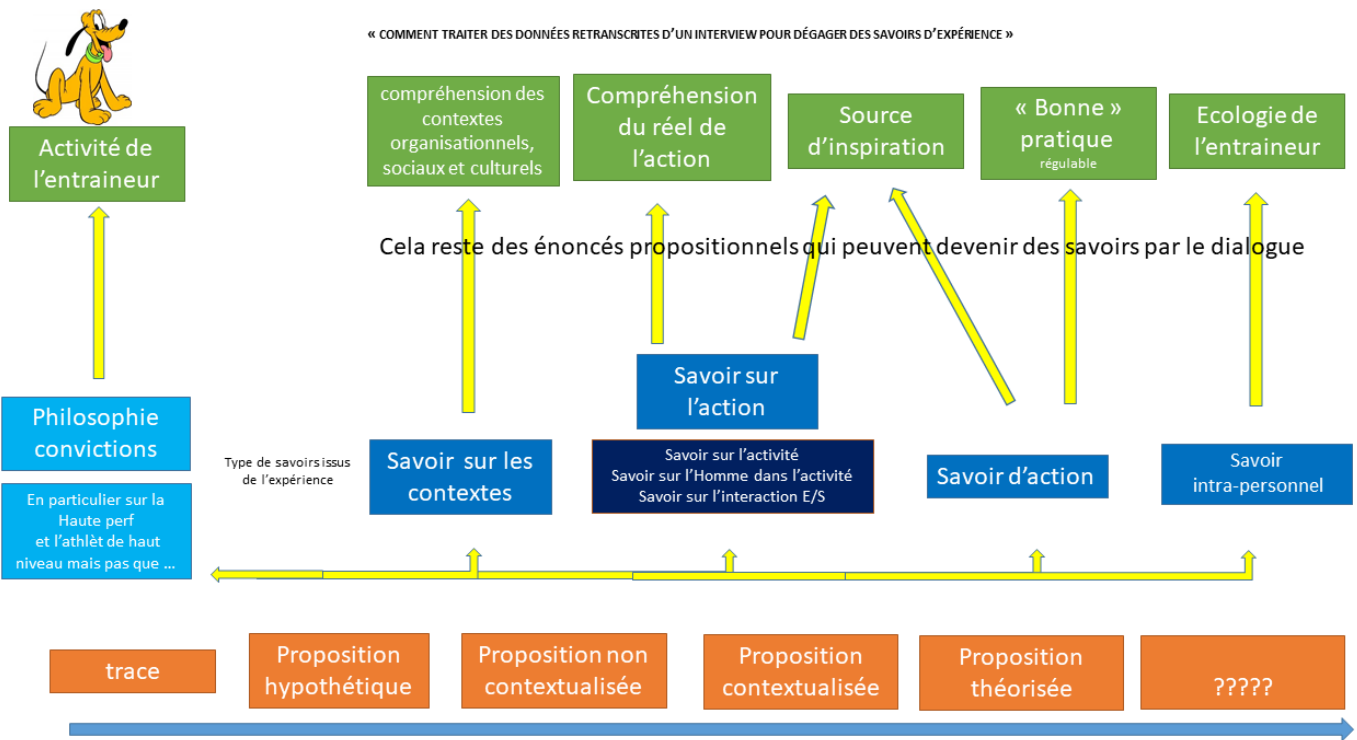 « COMMENT TRAITER DES DONNÉES RETRANSCRITES D'UN INTERVIEW POUR DÉGAGER DES SAVOIRS D'EXPÉRIENCE »
Activité de
l'entraineur
compréhension des
contextes
organisationnels,
sociaux et culturels
Compréhension
du réel de
l'action
Source
d'inspiration
« Bonne »
pratique
régulable
Ecologie de
l'entraineur
Cela reste des énoncés propositionnels qui peuvent devenir des savoirs par le dialogue
Philosophie
convictions
En particulier sur la
Haute perf
et l'athlèt de haut
niveau mais pas que ...
Type de savoirs issus
de l'expérience
Savoir sur les
contextes
Savoir sur
l'action
Savoir sur l'activité
Savoir sur l'Homme dans l'activité
Savoir sur l'interaction E/S
Savoir d'action
Savoir
intra-personnel
trace
Proposition
hypothétique
Proposition non
contextualisée
Proposition
contextualisée
Proposition
théorisée
?????